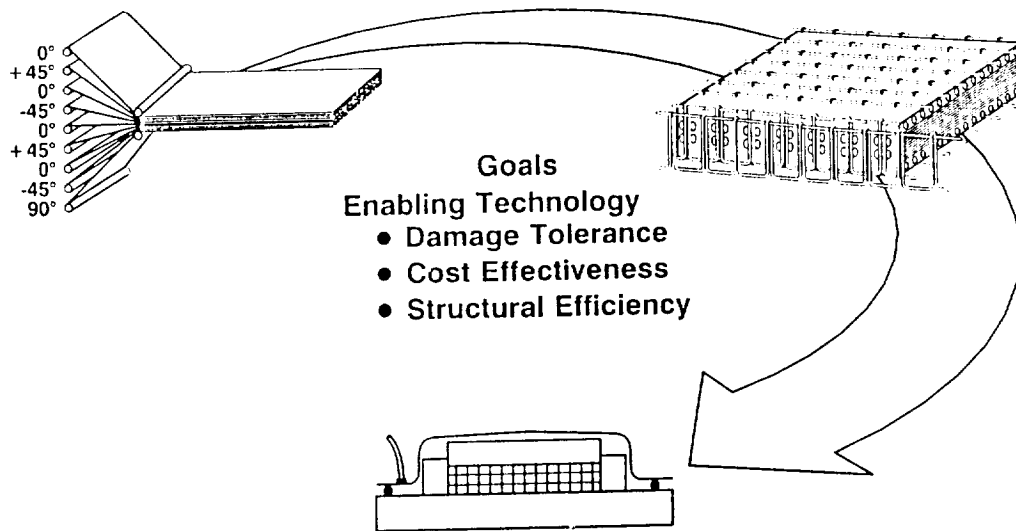 0°
+ 45°
0°
-45°
0°
+ 45°
0°
-45°
90°
Goals
Enabling Technology
● Damage Tolerance
● Cost Effectiveness
● Structural Efficiency